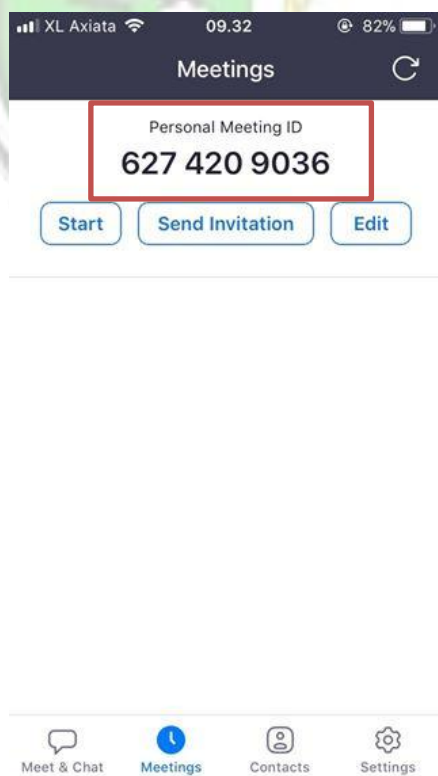 XL Axiata 09.32 82%
Meetings
Personal Meeting ID
627 420 9036
Start Send Invitation Edit
Meet & Chat Meetings Contacts Settings